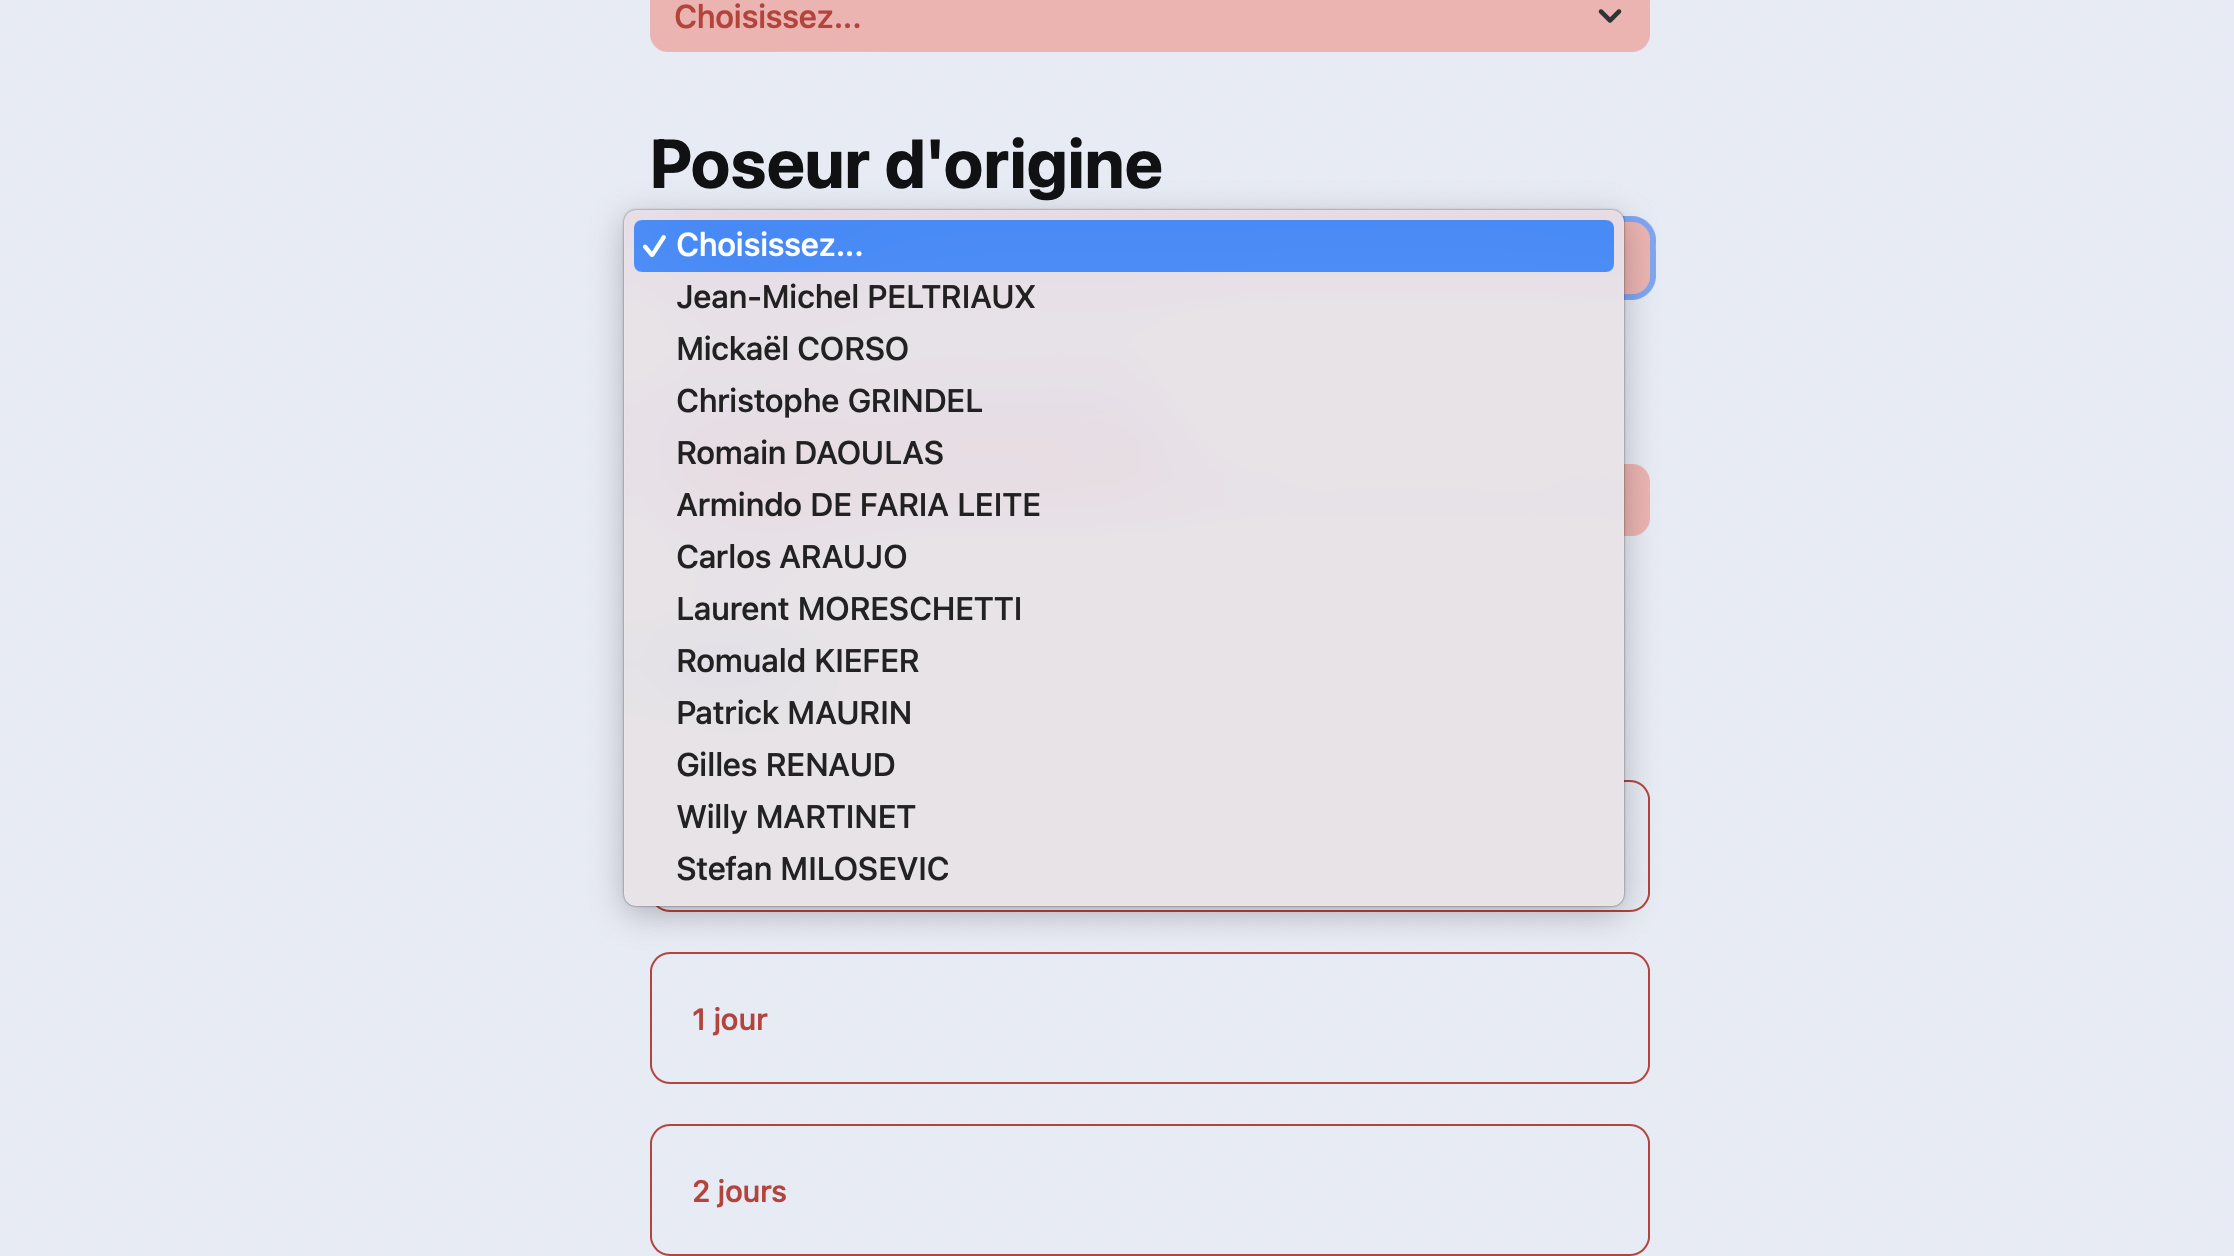 Choisissez...
Poseur d'origine
✓ Choisissez...
Jean-Michel PELTRIAUX
Mickaël CORSO
Christophe GRINDEL
Romain DAOULAS
Armindo DE FARIA LEITE
Carlos ARAUJO
Laurent MORESCHETTI
Romuald KIEFER
Patrick MAURIN
Gilles RENAUD
Willy MARTINET
Stefan MILOSEVIC
1 jour
2 jours